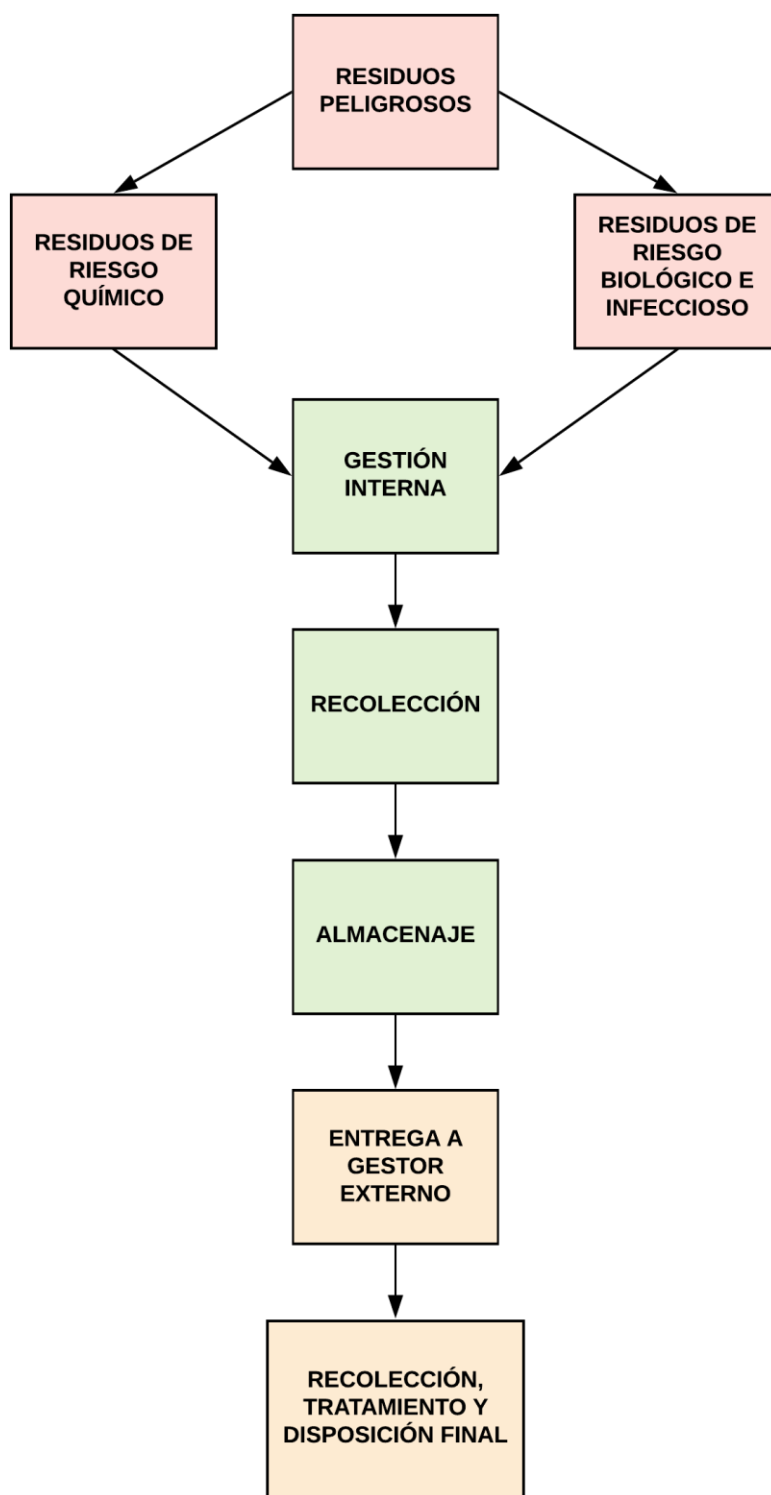 RESIDUOS
PELIGROSOS
RESIDUOS DE
RIESGO
QUÍMICO
RESIDUOS DE
RIESGO
BIOLÓGICO E
INFECCIOSO
GESTIÓN
INTERNA
RECOLECCIÓN
ALMACENAJE
ENTREGA A
GESTOR
EXTERNO
RECOLECCIÓN,
TRATAMIENTO Y
DISPOSICIÓN FINAL